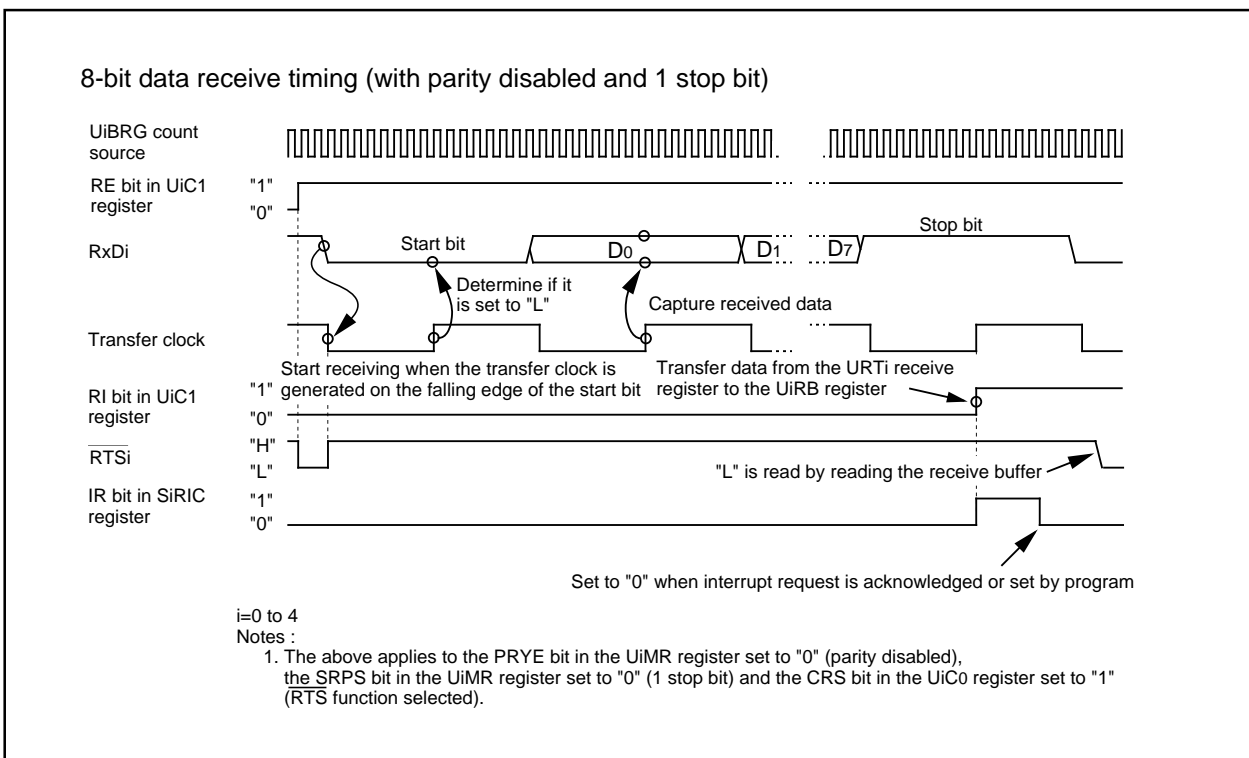 8-bit data receive timing (with parity disabled and 1 stop bit)
UiBRG count
source
RE bit in UiC1
register
"1"
"0"
RxDi
Start bit
D0
D1
D7
Stop bit
Determine if it
is set to "L"
Capture received data
Transfer clock
Start receiving when the transfer clock is
generated on the falling edge of the start bit
Transfer data from the URTi receive
register to the UiRB register
RI bit in UiC1
register
"1"
"0"
RTSi
"H"
"L"
"L" is read by reading the receive buffer
IR bit in SiRIC
register
"1"
"0"
Set to "0" when interrupt request is acknowledged or set by program
i=0 to 4
Notes :
1. The above applies to the PRYE bit in the UiMR register set to "0" (parity disabled),
the SRPS bit in the UiMR register set to "0" (1 stop bit) and the CRS bit in the UiC0 register set to "1"
(RTS function selected).